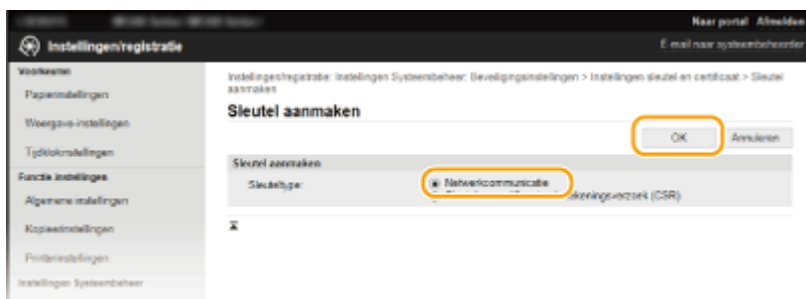 Naar portal Afmelden
Instellingen/registratie
E-mail naar systeembeheerder
Voorkeuren
Papierinstellingen
Weergave-instellingen
Tijdklokinstellingen
Functie-instellingen
Algemene instellingen
Kopieerinstellingen
Printerinstellingen
Instellingen Systeembeheer
Instellingen/registratie: Instellingen Systeembeheer: Beveiligingsinstellingen > Instellingen sleutel en certificaat > Sleutel
aanmaken
Sleutel aanmaken
OK Annuleren
Sleutel aanmaken
Sleuteltype: Netwerkcommunicatie
(CSR)